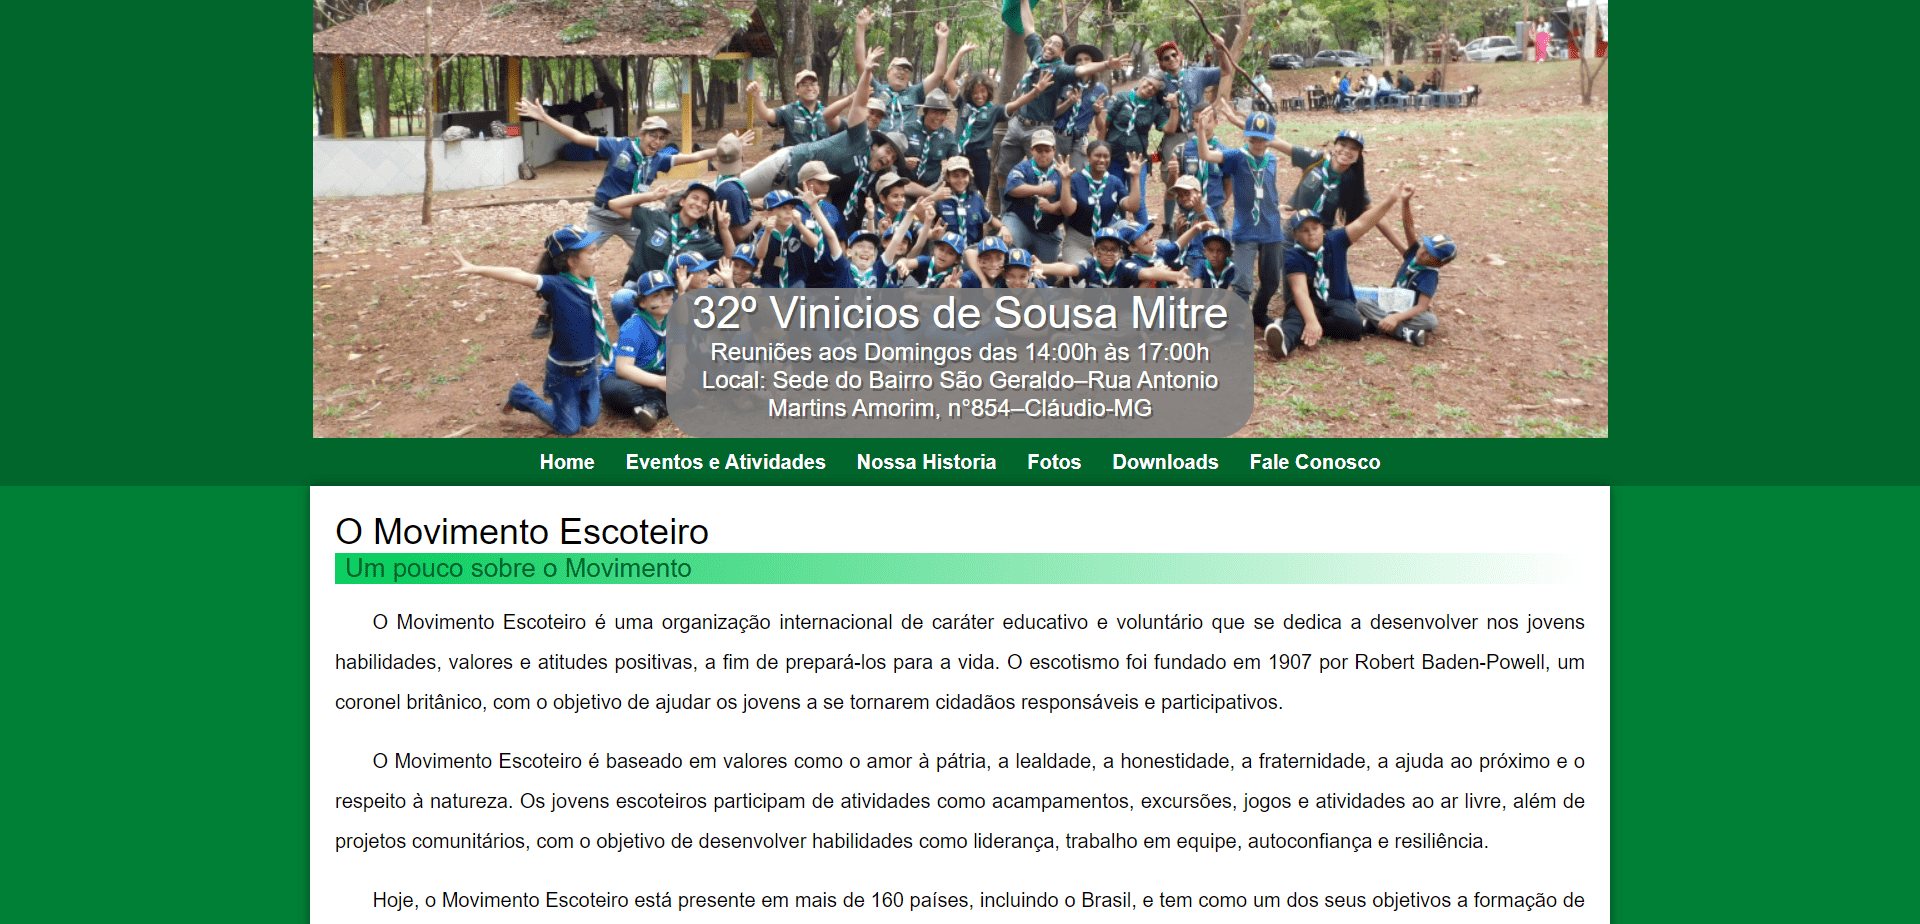 32º Vinicios de Sousa Mitre
Reuniões aos Domingos das 14:00h às 17:00h
Local: Sede do Bairro São Geraldo–Rua Antonio
Martins Amorim, n°854–Cláudio-MG
Home Eventos e Atividades Nossa Historia Fotos Downloads Fale Conosco
O Movimento Escoteiro
Um pouco sobre o Movimento
O Movimento Escoteiro é uma organização internacional de caráter educativo e voluntário que se dedica a desenvolver nos jovens
habilidades, valores e atitudes positivas, a fim de prepará-los para a vida. O escotismo foi fundado em 1907 por Robert Baden-Powell, um
coronel britânico, com o objetivo de ajudar os jovens a se tornarem cidadãos responsáveis e participativos.
O Movimento Escoteiro é baseado em valores como o amor à pátria, a lealdade, a honestidade, a fraternidade, a ajuda ao próximo e o
respeito à natureza. Os jovens escoteiros participam de atividades como acampamentos, excursões, jogos e atividades ao ar livre, além de
projetos comunitários, com o objetivo de desenvolver habilidades como liderança, trabalho em equipe, autoconfiança e resiliência.
Hoje, o Movimento Escoteiro está presente em mais de 160 países, incluindo o Brasil, e tem como um dos seus objetivos a formação de